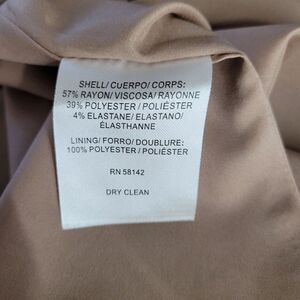 SHELL/ CUERPO/ CORPS:
57% RAYON/ VISCOSA/ RAYONNE
39% POLYESTER / POLIÉSTER
4% ELASTANE/ ELASTANO/
ÉLASTHANNE
LINING/ FORRO/ DOUBLURE:
100% POLYESTER / POLIÉSTER
RN 58142
DRY CLEAN